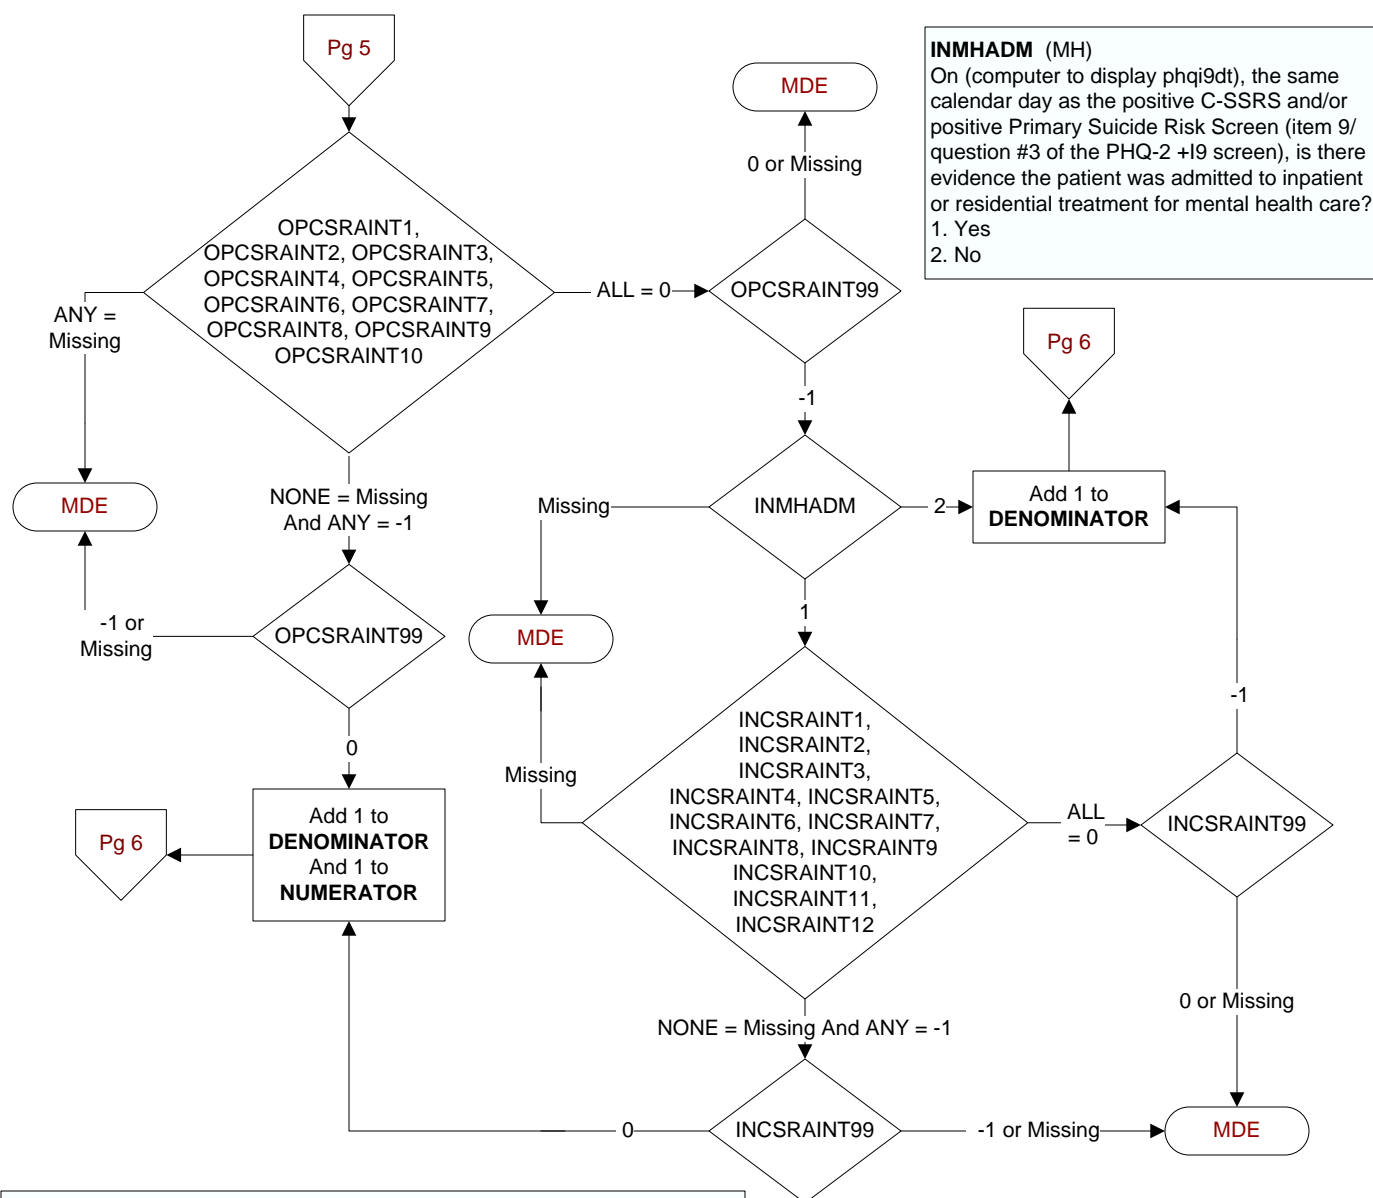 Pg 5
MDE
INMHADM (MH)
On (computer to display phqi9dt), the same
calendar day as the positive C-SSRS and/or
positive Primary Suicide Risk Screen (item 9/
question #3 of the PHQ-2 +I9 screen), is there
evidence the patient was admitted to inpatient
or residential treatment for mental health care?
1. Yes
2. No
0 or Missing
OPCSRAINT1,
OPCSRAINT2, OPCSRAINT3,
OPCSRAINT4, OPCSRAINT5,
OPCSRAINT6, OPCSRAINT7,
OPCSRAINT8, OPCSRAINT9
OPCSRAINT10
ALL = 0
OPCSRAINT99
ANY =
Missing
Pg 6
-1
MDE
NONE = Missing
And ANY = -1
Missing
INMHADM
2
Add 1 to
DENOMINATOR
-1 or
Missing
OPCSRAINT99
1
MDE
-1
0
Missing
INCSRAINT1,
INCSRAINT2,
INCSRAINT3,
INCSRAINT4, INCSRAINT5,
INCSRAINT6, INCSRAINT7,
INCSRAINT8, INCSRAINT9
INCSRAINT10,
INCSRAINT11,
INCSRAINT12
ALL
= 0
INCSRAINT99
Pg 6
Add 1 to
DENOMINATOR
And 1 to
NUMERATOR
0 or Missing
NONE = Missing And ANY = -1
0
INCSRAINT99
-1 or Missing
MDE